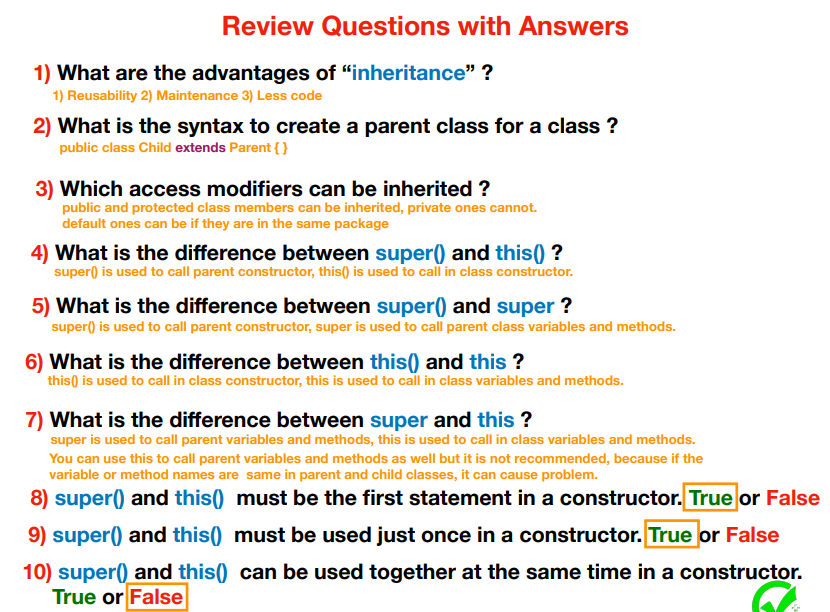 Review Questions with Answers
1) What are the advantages of “inheritance” ?
1) Reusability 2) Maintenance 3) Less code
2) What is the syntax to create a parent class for a class ?
public class Child extends Parent { }
3) Which access modifiers can be inherited ?
public and protected class members can be inherited, private ones cannot.
default ones can be if they are in the same package
4) What is the difference between super() and this() ?
super() is used to call parent constructor, this() is used to call in class constructor.
5) What is the difference between super() and super ?
super() is used to call parent constructor, super is used to call parent class variables and methods.
6) What is the difference between this() and this ?
this() is used to call in class constructor, this is used to call in class variables and methods.
7) What is the difference between super and this ?
super is used to call parent variables and methods, this is used to call in class variables and methods.
You can use this to call parent variables and methods as well but it is not recommended, because if the
variable or method names are same in parent and child classes, it can cause problem.
8) super() and this() must be the first statement in a constructor. True or False
9) super() and this() must be used just once in a constructor. True or False
10) super() and this() can be used together at the same time in a constructor.
True or False